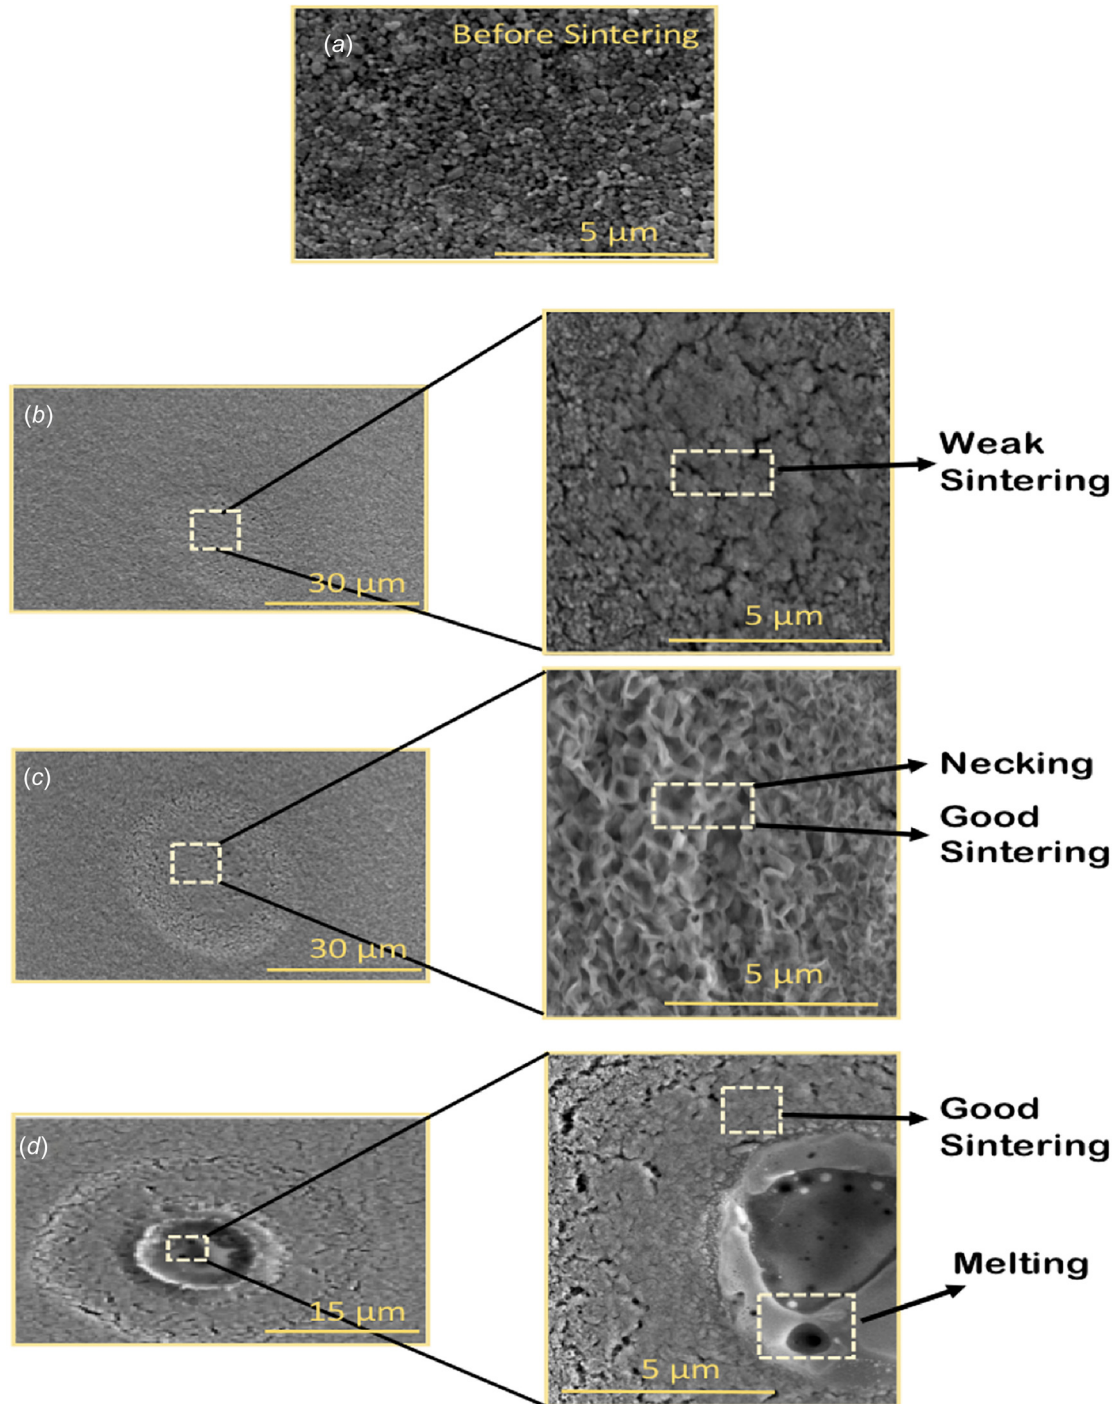 (a)
Before Sintering
5 µm
(b)
30 µm
5 µm
Weak
Sintering
(c)
30 µm
5 µm
Necking
Good
Sintering
(d)
15 µm
5 µm
Good
Sintering
Melting